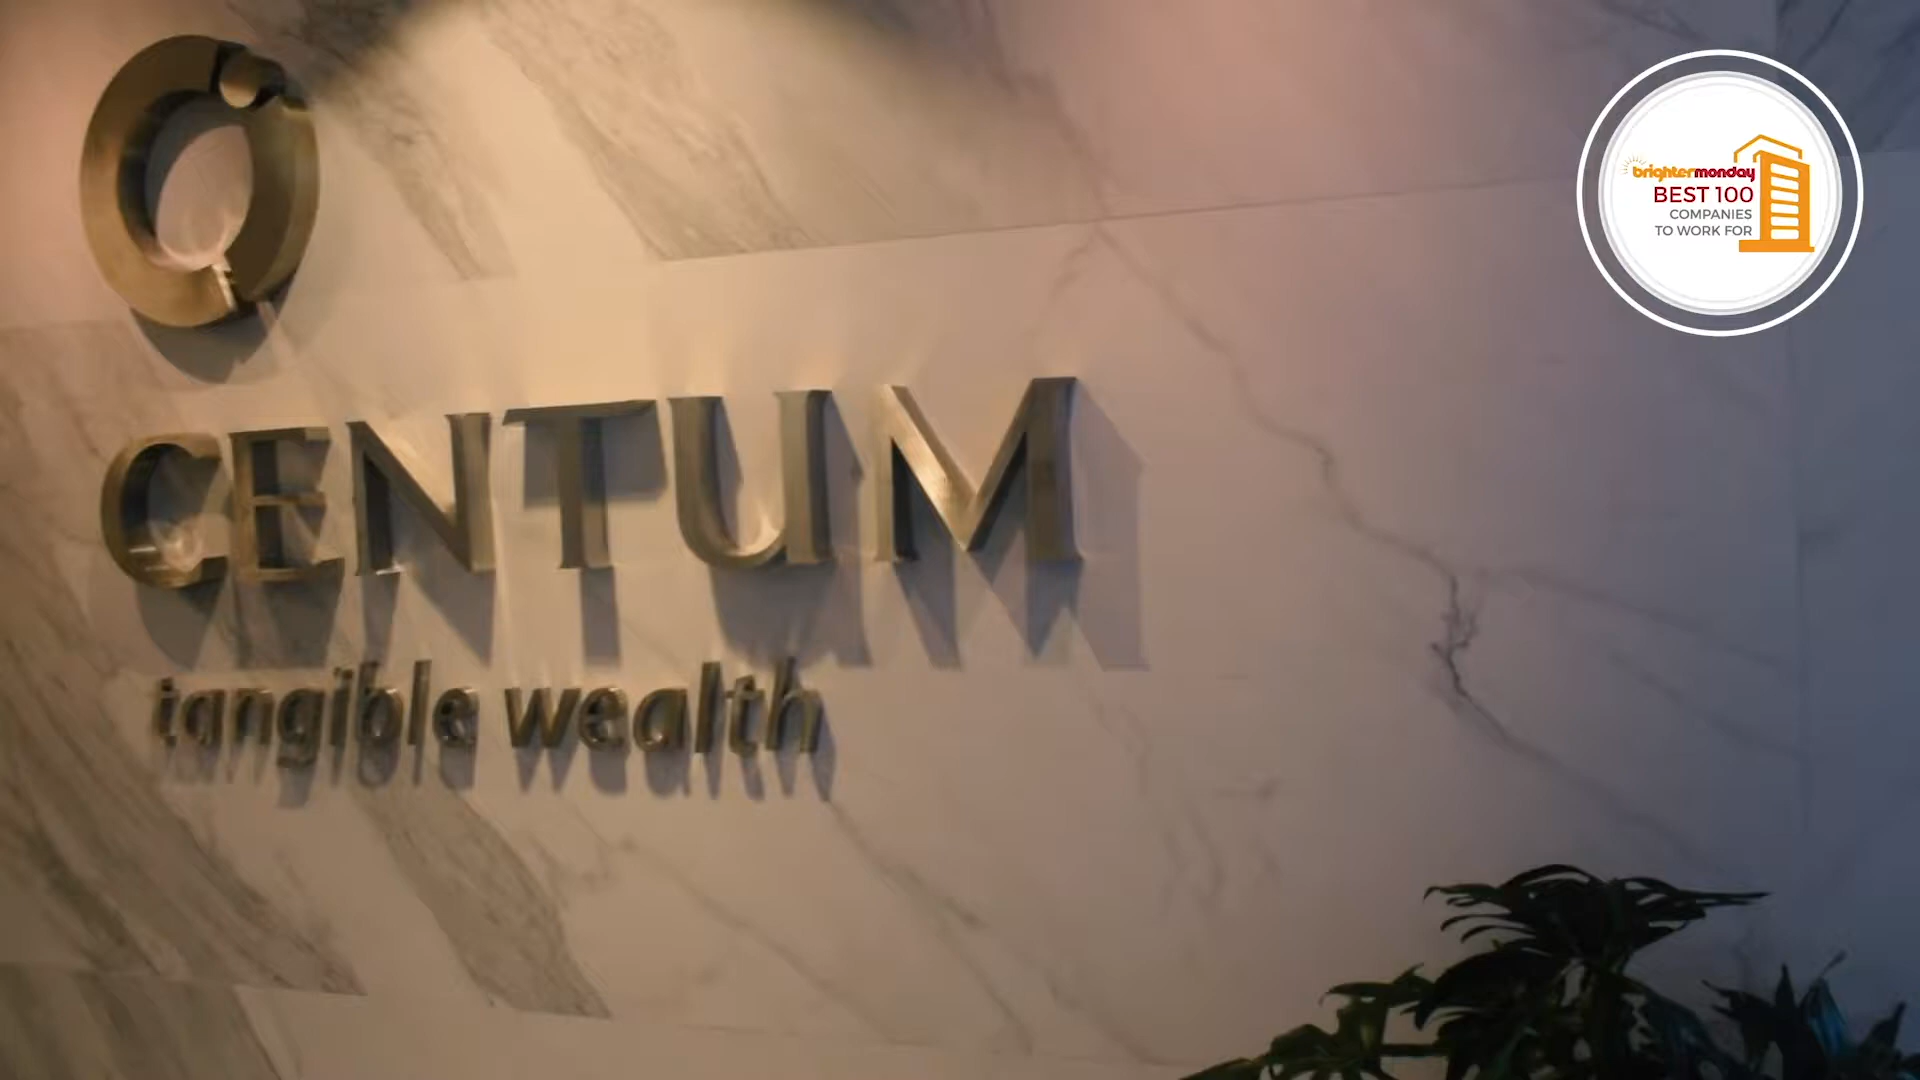 CENTUM
tangible wealth
brightermonday
BEST 100
COMPANIES
TO WORK FOR